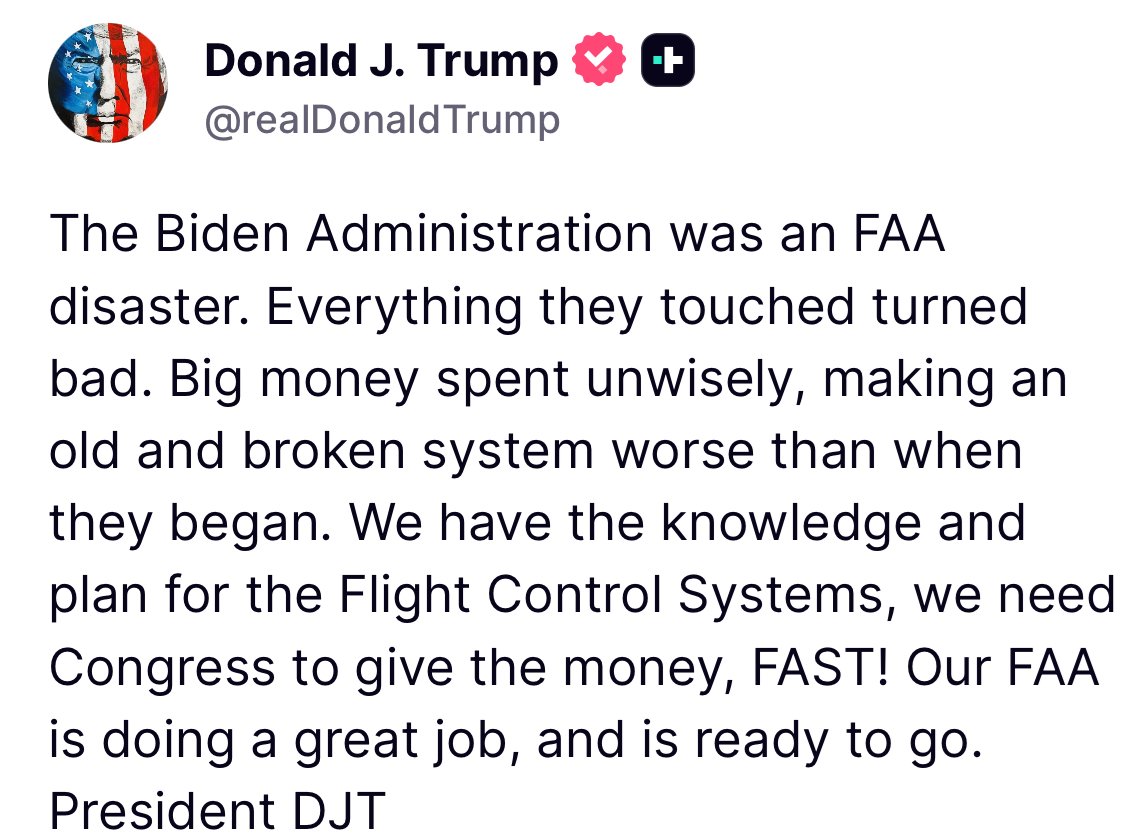 Donald J. Trump
@realDonaldTrump
The Biden Administration was an FAA
disaster. Everything they touched turned
bad. Big money spent unwisely, making an
old and broken system worse than when
they began. We have the knowledge and
plan for the Flight Control Systems, we need
Congress to give the money, FAST! Our FAA
is doing a great job, and is ready to go.
President DJT